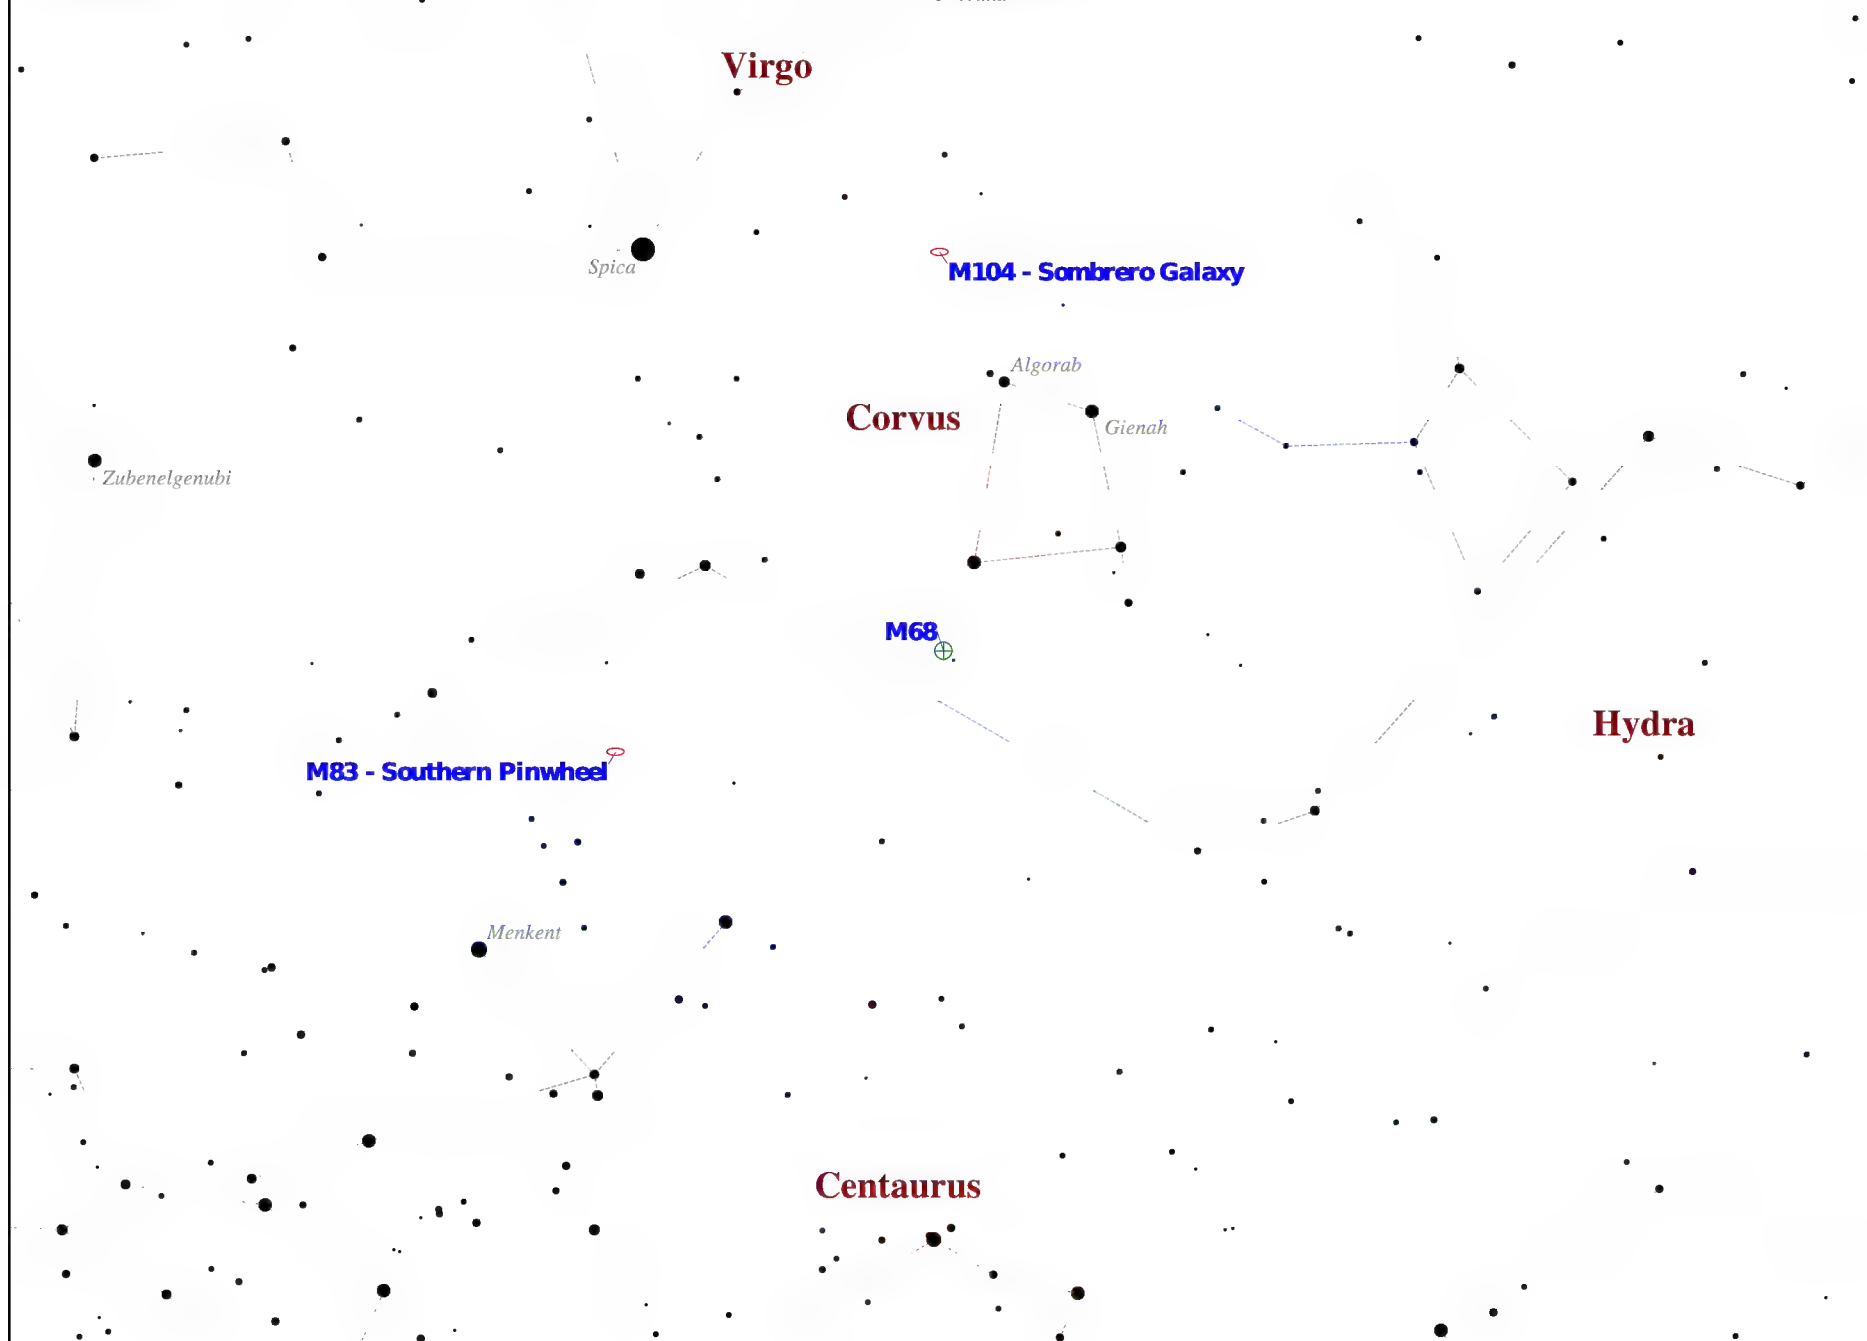 Virgo
Spica
M104 - Sombrero Galaxy
Algorab
Corvus
Gienah
Zubenelgenubi
M68
Hydra
M83 - Southern Pinwheel
Menkent
Centaurus